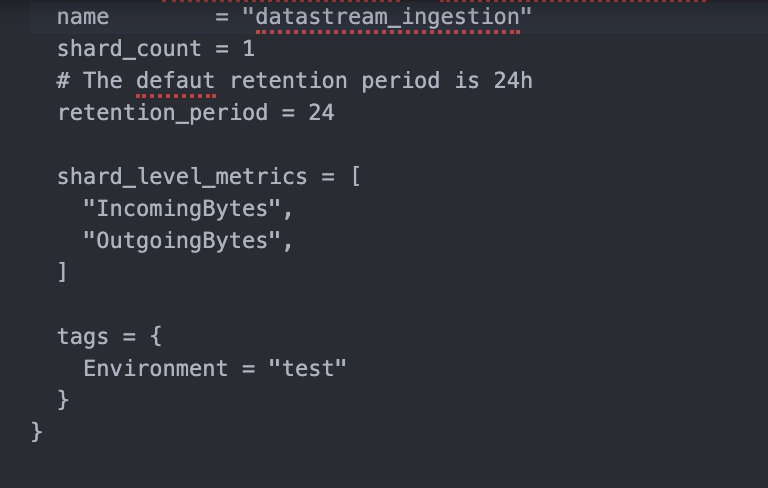 name        = "datastream_ingestion"
shard_count = 1
# The defaut retention period is 24h
retention_period = 24
shard_level_metrics = [
"IncomingBytes",
"OutgoingBytes",
]
tags = {
Environment = "test"
}
}